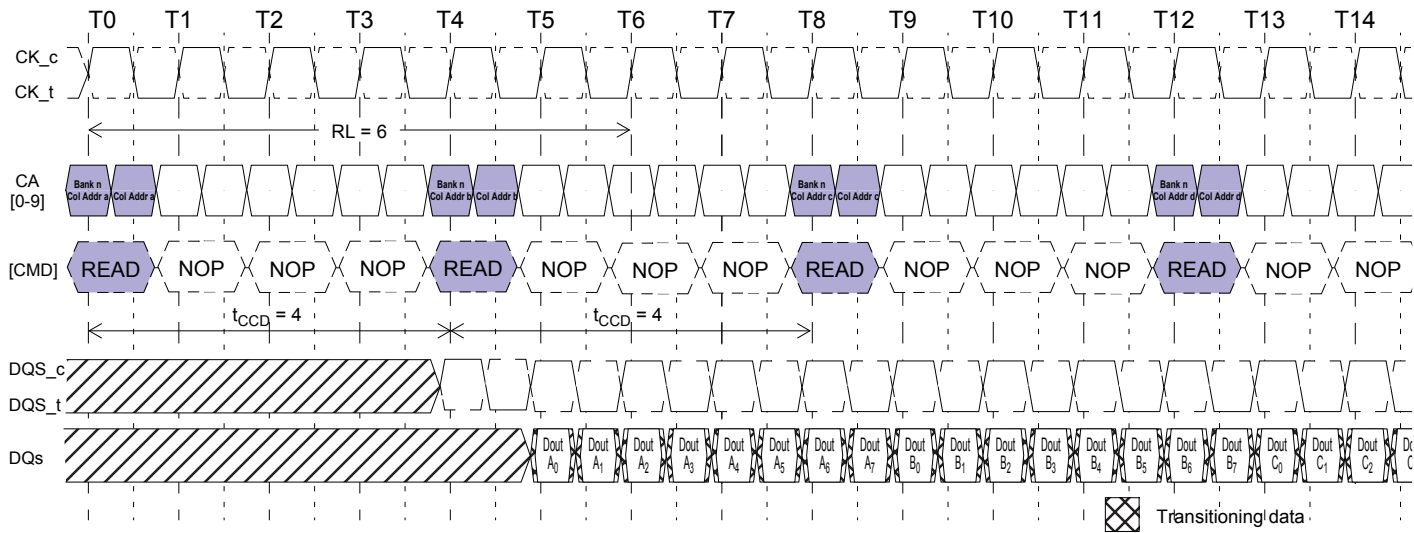 T0 T1 T2 T3 T4 T5 T6 T7 T8 T9 T10 T11 T12 T13 T14
CK_c
CK_t
RL = 6
CA
[0-9]
Bank n
Col Addr a
Col Addr a
Bank n
Col Addr b
Col Addr b
Bank n
Col Addr c
Col Addr c
Bank n
Col Addr d
Col Addr d
[CMD] READ NOP NOP NOP READ NOP NOP NOP READ NOP NOP NOP READ NOP NOP
tCCD = 4 tCCD = 4
DQS_c
DQS_t
DQs
Dout A0
Dout A1
Dout A2
Dout A3
Dout A4
Dout A5
Dout A6
Dout A7
Dout B0
Dout B1
Dout B2
Dout B3
Dout B4
Dout B5
Dout B6
Dout B7
Dout C0
Dout C1
Dout C2
Transitioning data